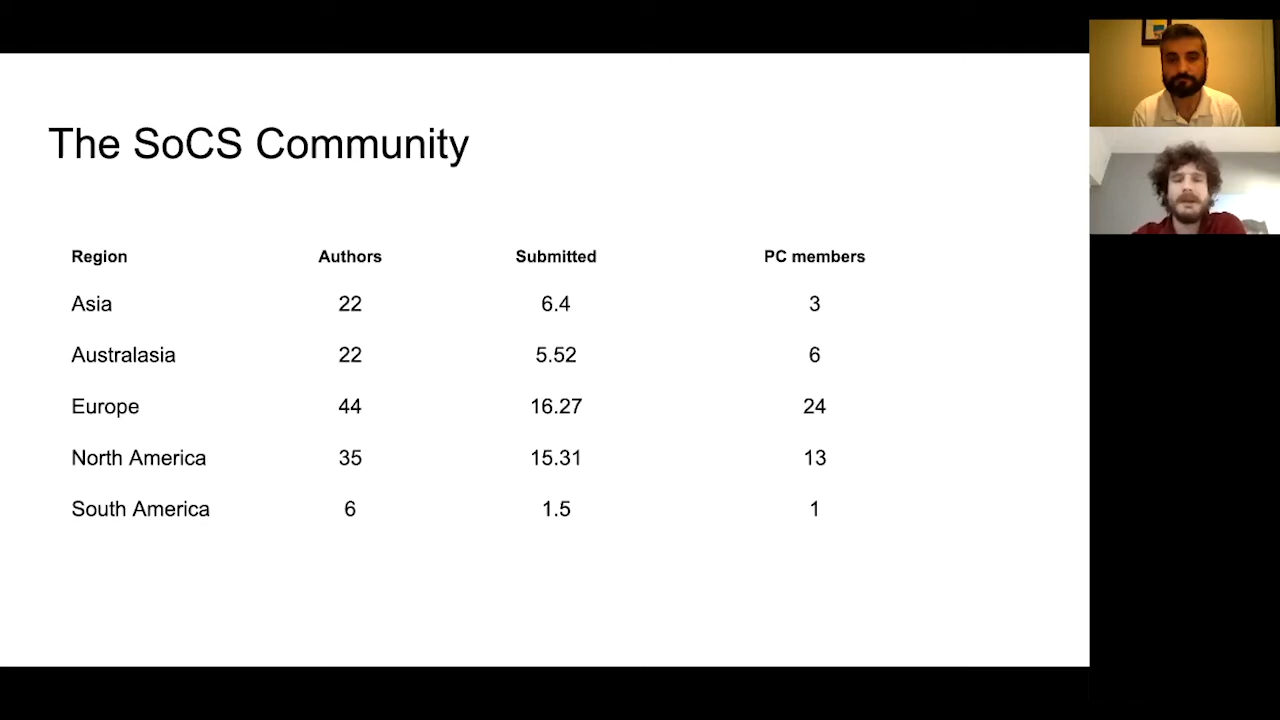 The SoCS Community
Region Authors Submitted PC members
Asia 22 6.4 3
Australasia 22 5.52 6
Europe 44 16.27 24
North America 35 15.31 13
South America 6 1.5 1